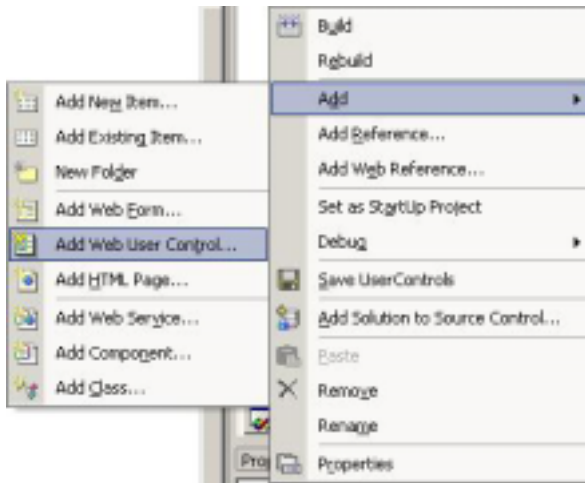 Build
Rebuild
Add
Add Reference...
Add Web Reference...
Set as StartUp Project
Debug
Save UserControls
Add Solution to Source Control...
Paste
Remove
Rename
Properties
Add New Item...
Add Existing Item...
New Folder
Add Web Form...
Add Web User Control...
Add HTML Page...
Add Web Service...
Add Component...
Add Class...
Prop